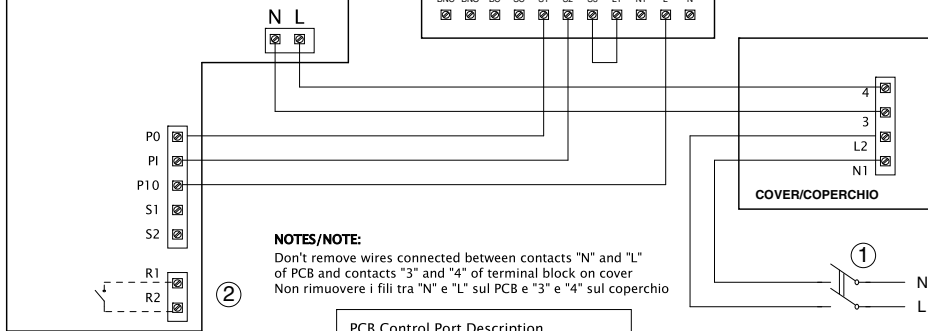 N L
4
3
L2
N1
COVER/COPERCHIO
P0
PI
P10
S1
S2
R1
R2
2
NOTES/NOTE:
Don't remove wires connected between contacts "N" and "L"
of PCB and contacts "3" and "4" of terminal block on cover
Non rimuovere i fili tra "N" e "L" sul PCB e "3" e "4" sul coperchio
1
N
L
PCB Control Port Description